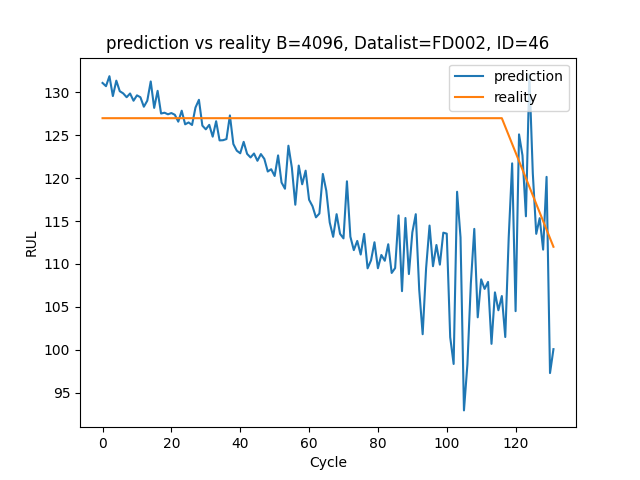 prediction vs reality B=4096, Datalist=FD002, ID=46
prediction
reality
RUL
130
125
120
115
110
105
100
95
0 20 40 60 80 100 120
Cycle